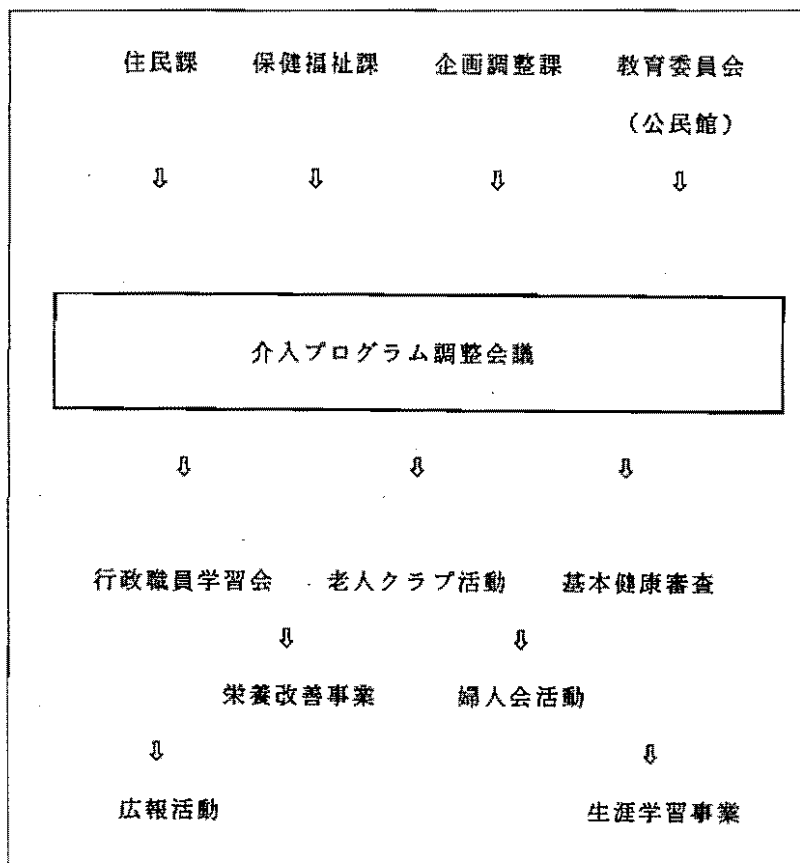 住民課 保健福祉課 企画調整課 教育委員会
（公民館）
⇩ ⇩ ⇩ ⇩
介入プログラム調整会議
⇩ ⇩ ⇩
行政職員学習会 老人クラブ活動 基本健康審査
⇩ ⇩
栄養改善事業 婦人会活動
⇩ ⇩
広報活動 生涯学習事業